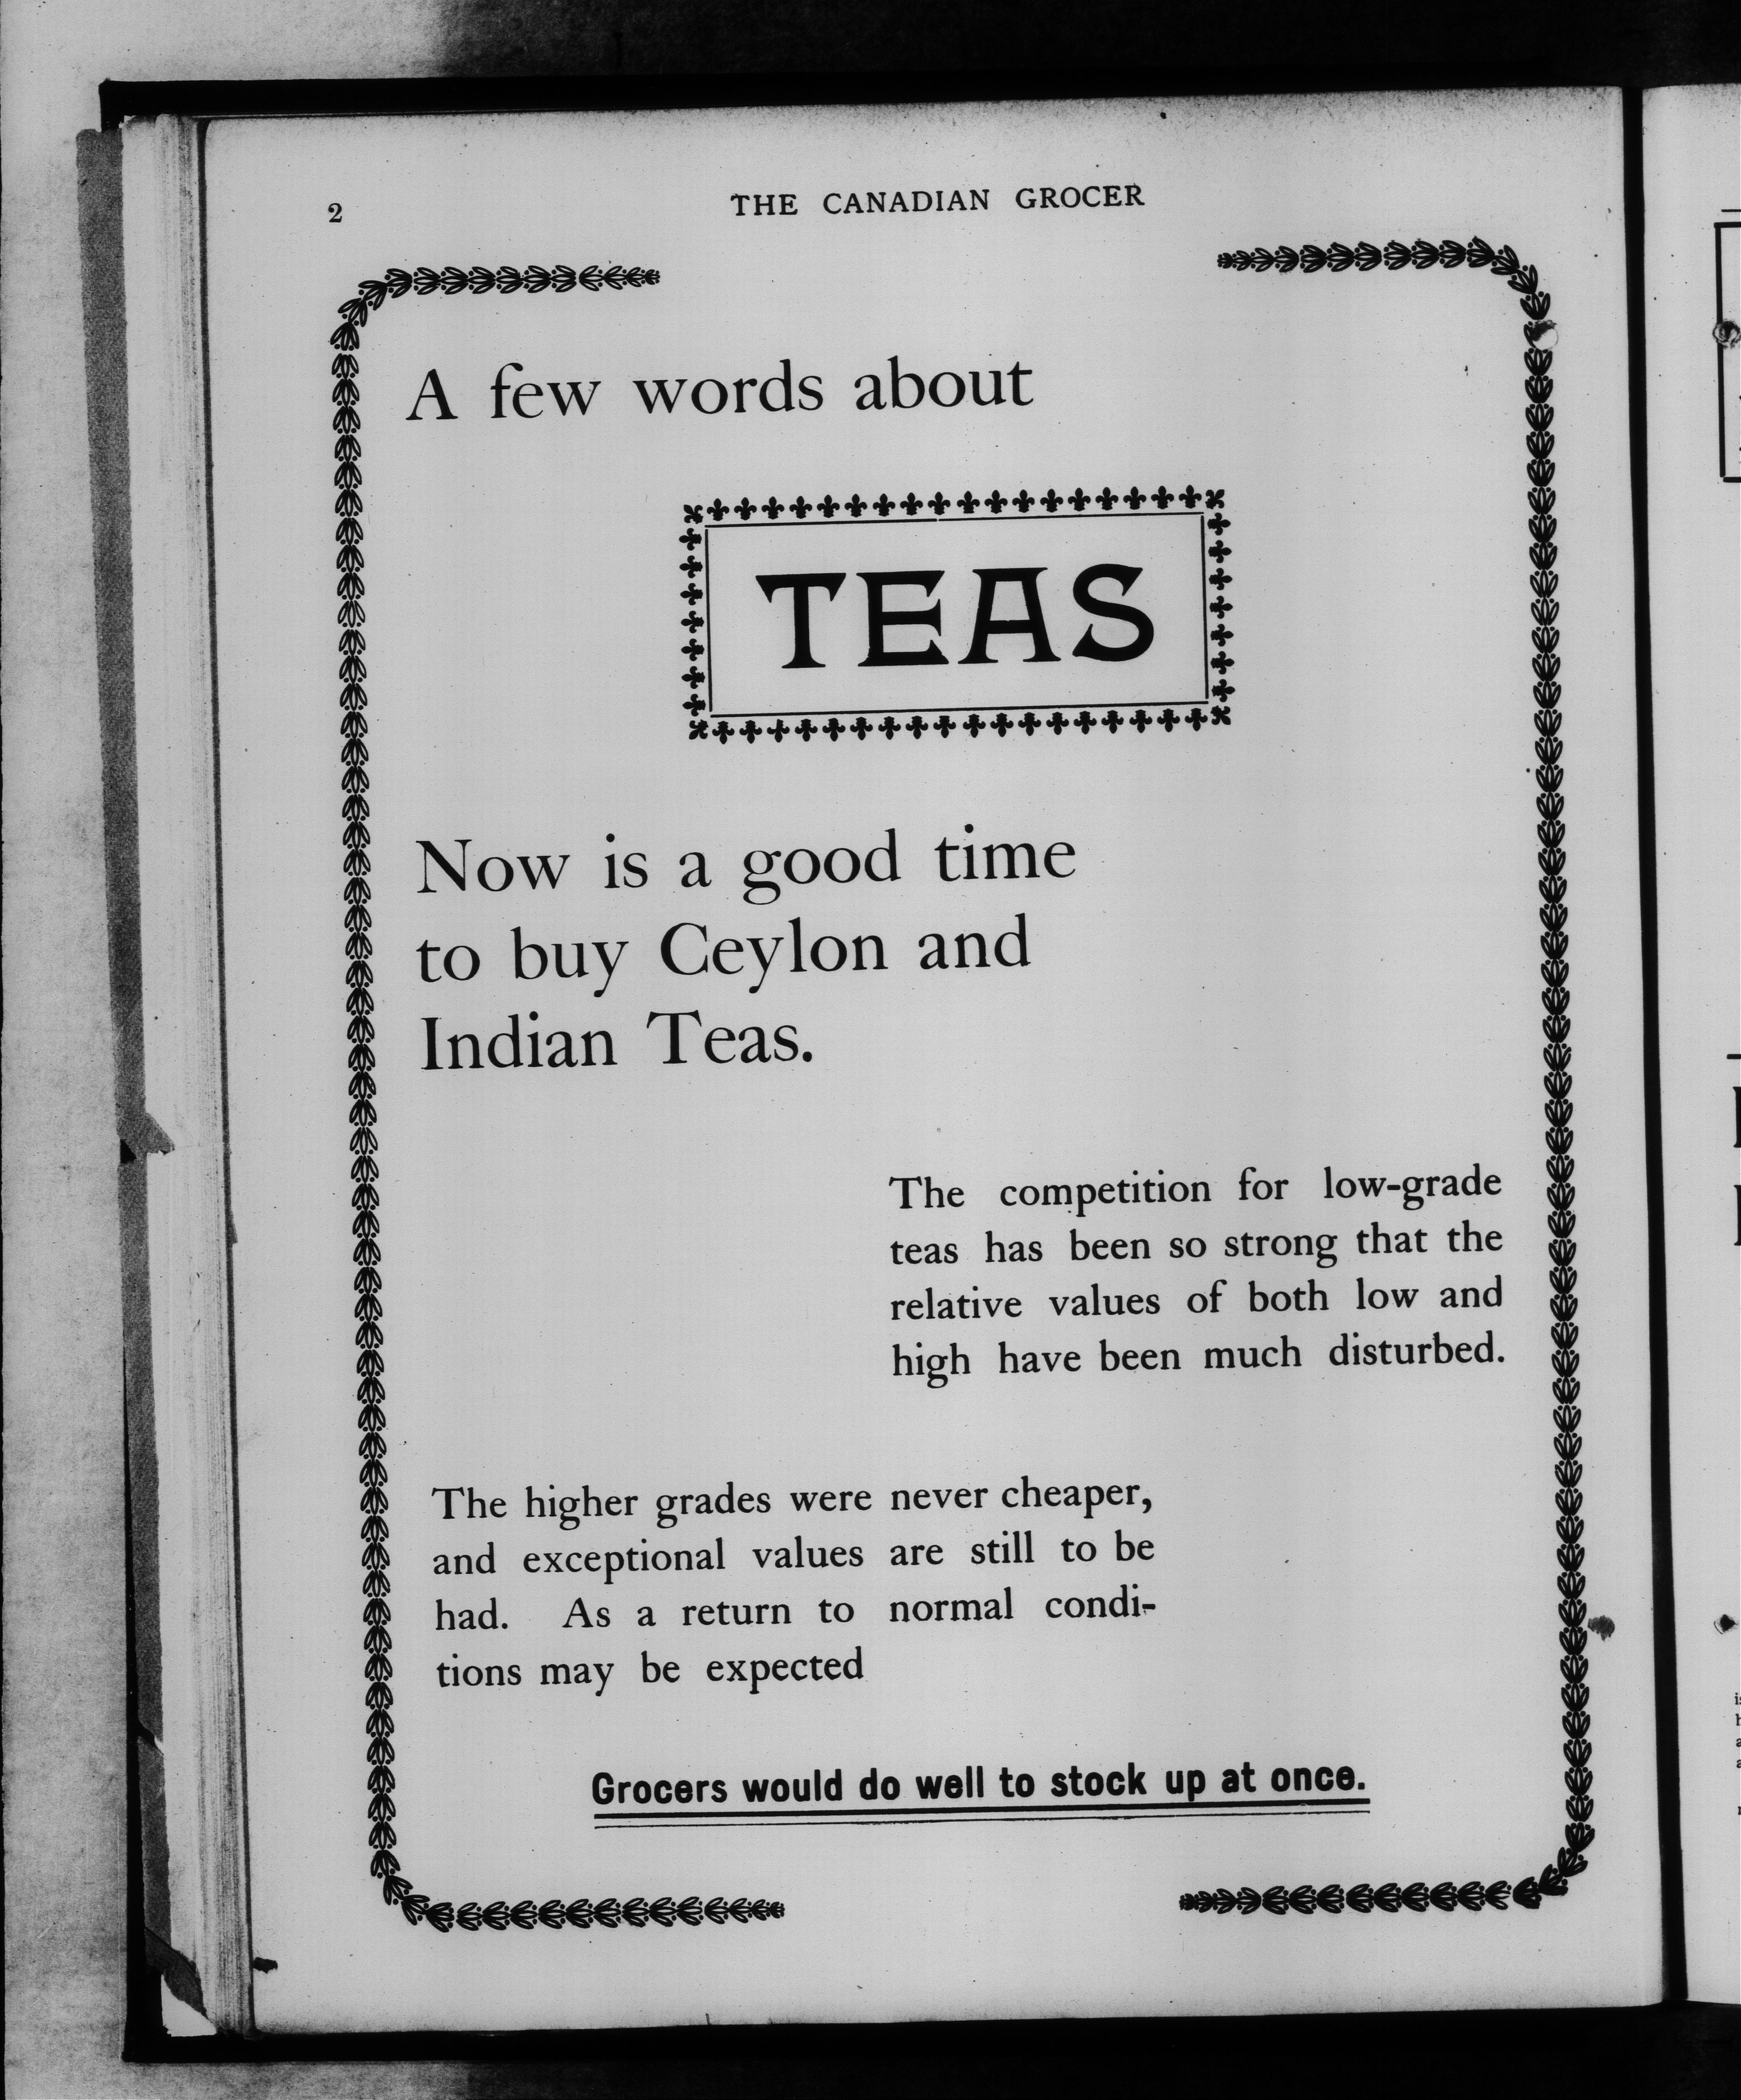 2
THE CANADIAN GROCER
A few words about
TEAS
Now is a good time
to buy Ceylon and
Indian Teas.
The competition for low-grade
teas has been so strong that the
relative values of both low and
high have been much disturbed.
The higher grades were never cheaper,
and exceptional values are still to be
had. As a return to normal condi-
tions may be expected
Grocers would do well to stock up at once.